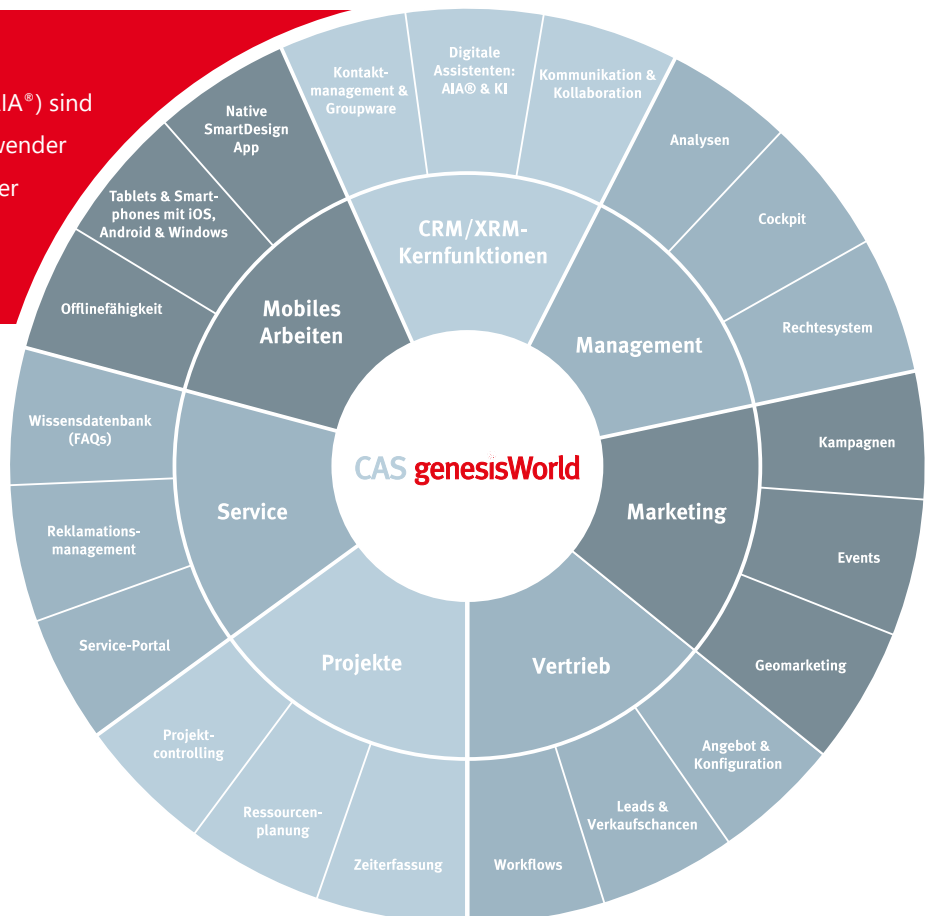 IA®) sind
wender
er
Kontakt-
management &
Groupware
Digitale
Assistenten:
AIA® & KI
Kommunikation &
Kollaboration
Analysen
Cockpit
Rechtesystem
Kampagnen
Events
Geomarketing
Angebot &
Konfiguration
Leads &
Verkaufschancen
Workflows
Zeiterfassung
Ressourcen-
planung
Projekt-
controlling
Service-Portal
Reklamations-
management
Wissensdatenbank
(FAQs)
Offlinefähigkeit
Tablets & Smart-
phones mit iOS,
Android & Windows
Native
SmartDesign
App
CRM/XRM-
Kernfunktionen
Management
Marketing
Vertrieb
Projekte
Service
Mobiles
Arbeiten
CAS genesisWorld